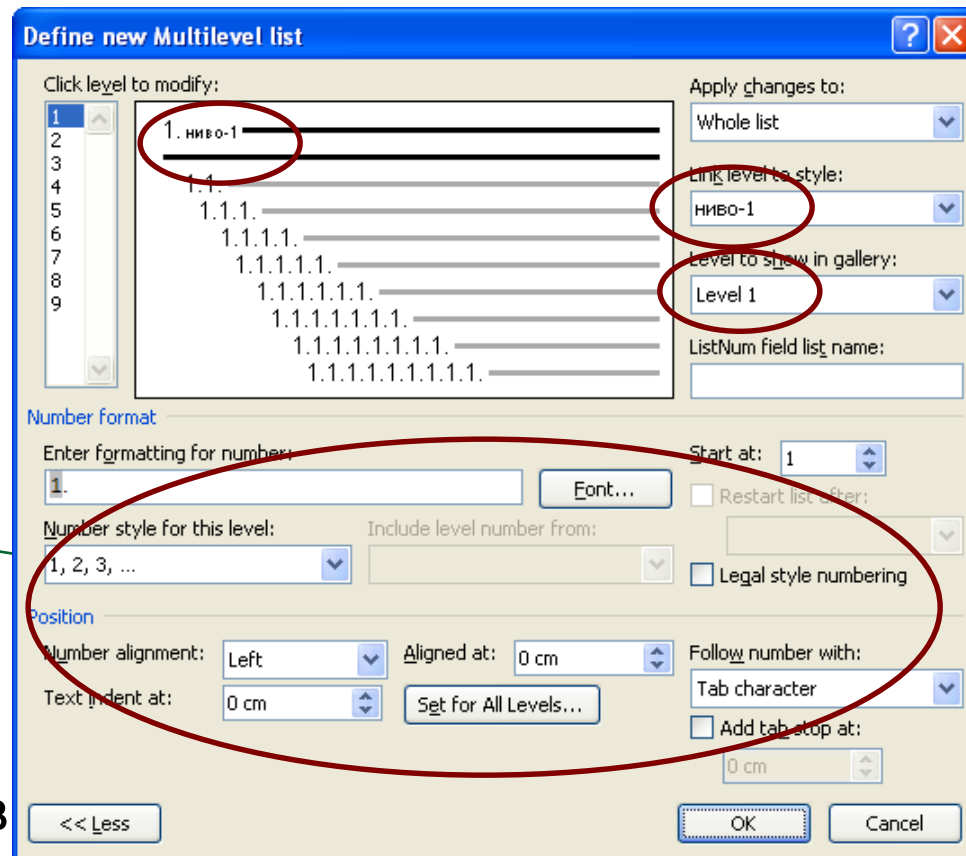 Define new Multilevel list
Click level to modify:
1
2
3
4
5
6
7
8
9
1. ниво-1
1.1.
1.1.1.
1.1.1.1.
1.1.1.1.1.
1.1.1.1.1.1.
1.1.1.1.1.1.1.
1.1.1.1.1.1.1.1.
1.1.1.1.1.1.1.1.1.
Apply changes to:
Whole list
Link level to style:
ниво-1
Level to show in gallery:
Level 1
ListNum field list name:
Number format
Enter formatting for number:
1.
Font...
Start at: 1
Restart list after:
Number style for this level:
Include level number from:
1, 2, 3, ...
Legal style numbering
Position
Number alignment: Left
Aligned at: 0 cm
Follow number with:
Text indent at: 0 cm
Set for All Levels...
Tab character
Add tab stop at:
0 cm
<< Less
OK
Cancel